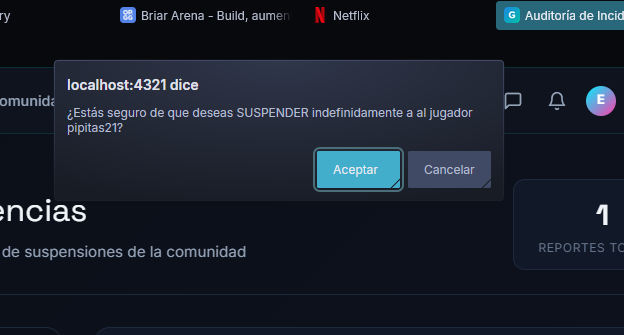 ry
Briar Arena - Build, aumen
Netflix
G Auditoría de Incid
localhost:4321 dice
¿Estás seguro de que deseas SUSPENDER indefinidamente a al jugador
pipitas21?
Aceptar
Cancelar
omunida
E
encias
de suspensiones de la comunidad
1
REPORTES TO